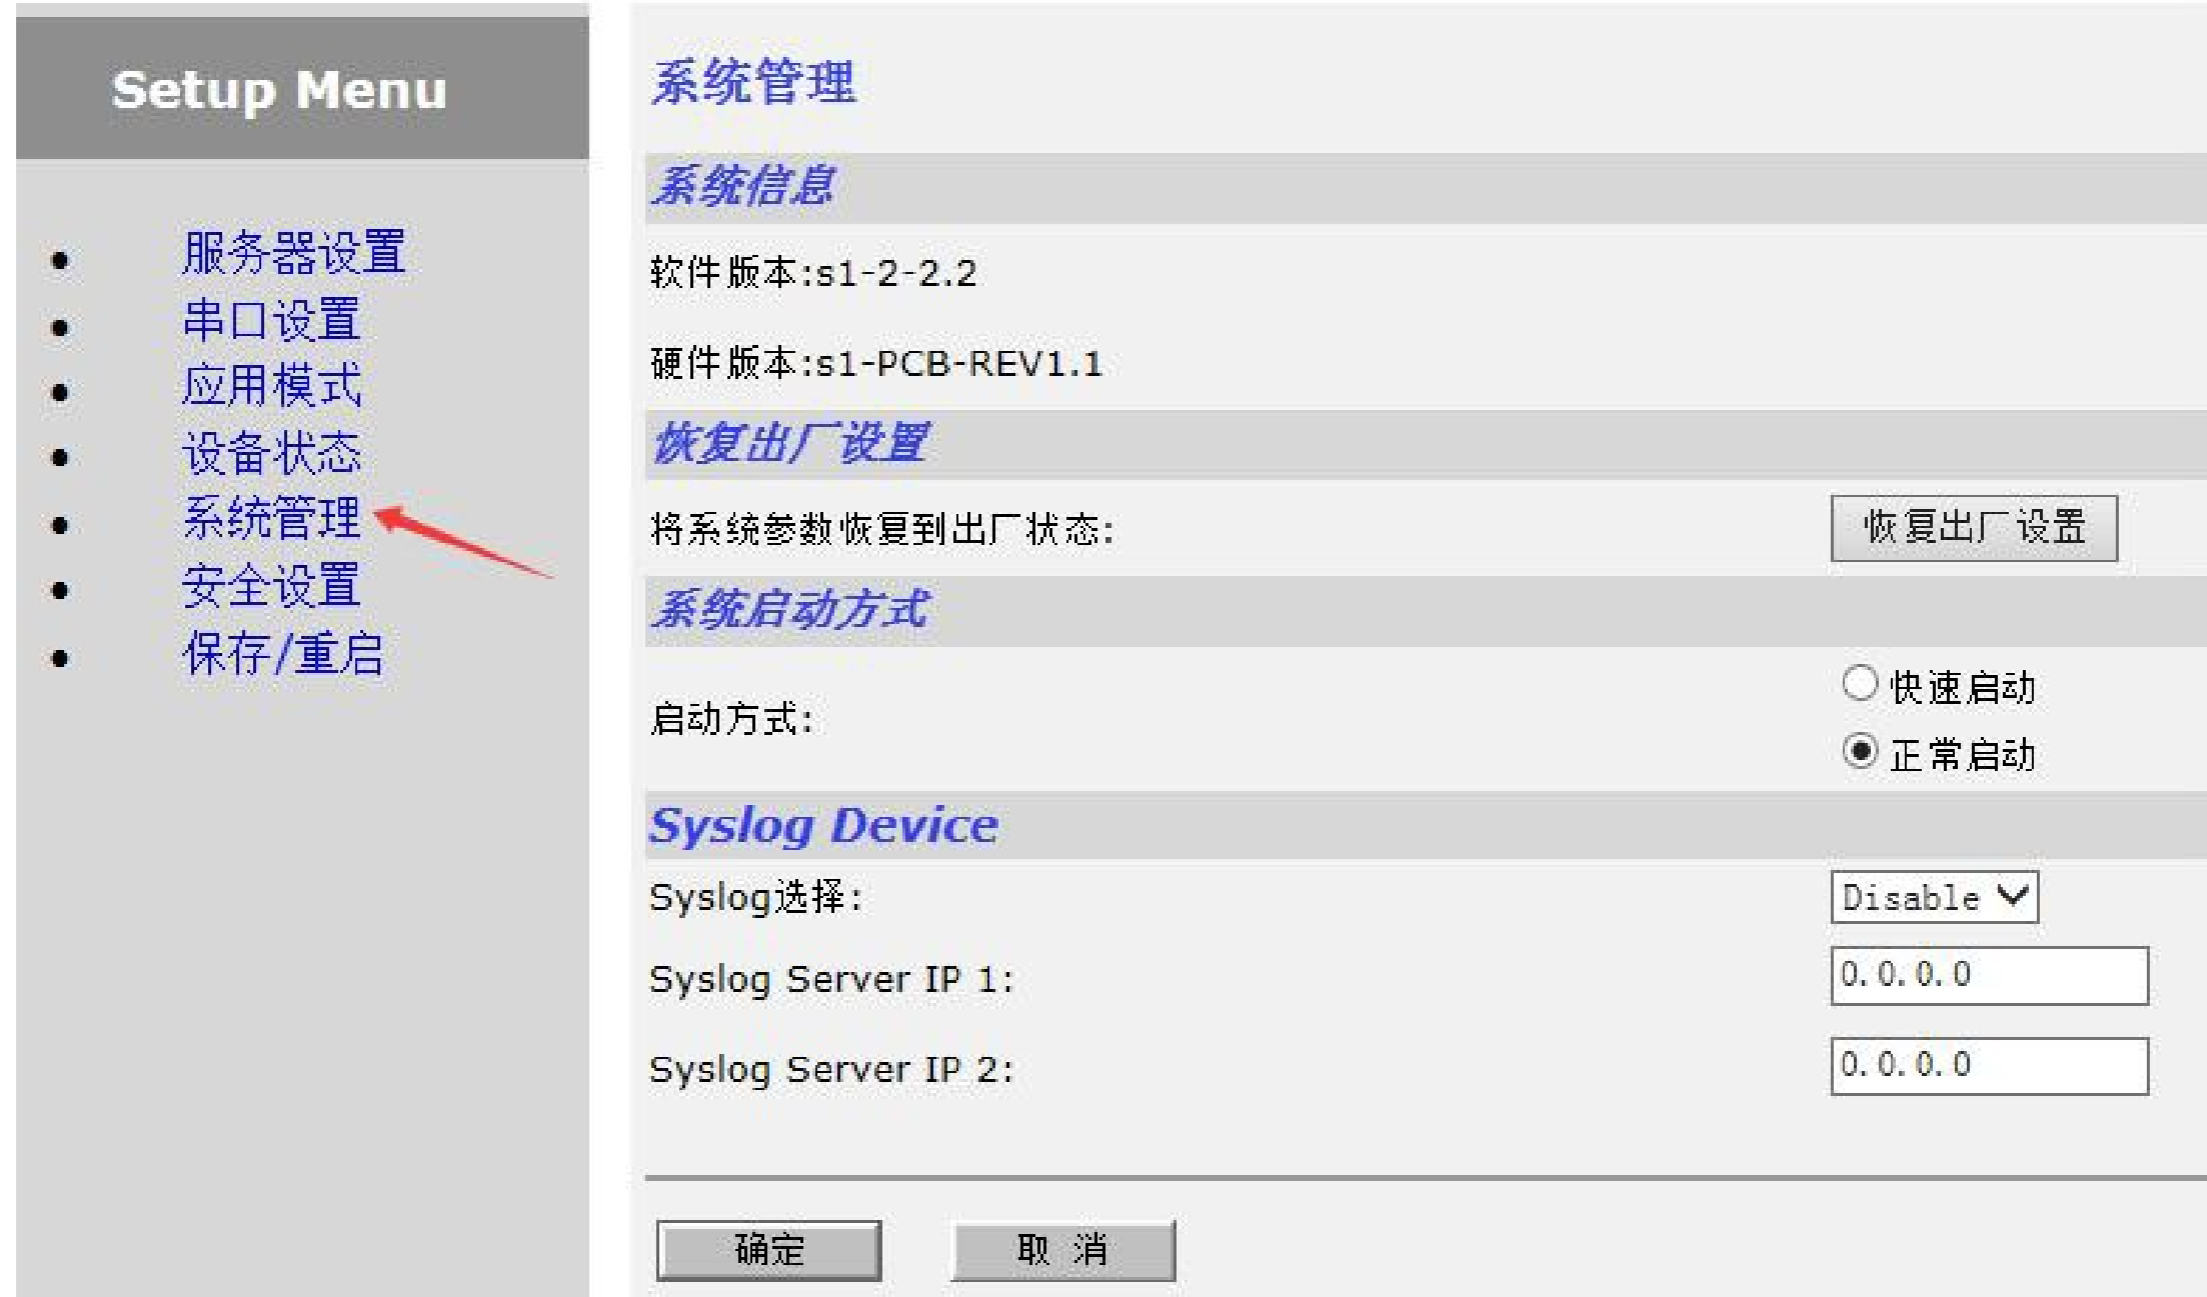 Setup Menu
服务器设置
串口设置
应用模式
设备状态
系统管理
安全设置
保存/重启
系统管理
系统信息
软件版本:s1-2-2.2
硬件版本:s1-PCB-REV1.1
恢复出厂设置
将系统参数恢复到出厂状态: 恢复出厂设置
系统启动方式
启动方式:
快速启动
正常启动
Syslog Device
Syslog选择: Disable
Syslog Server IP 1: 0.0.0.0
Syslog Server IP 2: 0.0.0.0
确定 取 消